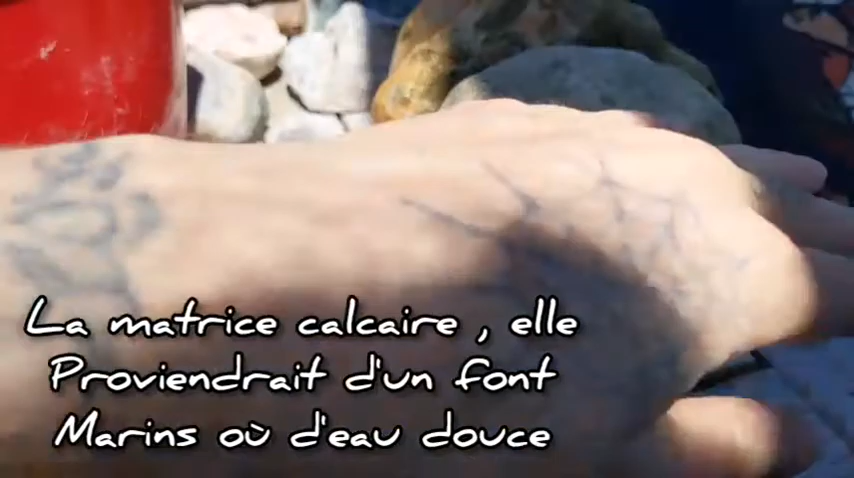 La matrice calcaire , elle
Proviendrait d'un font
Marins où d'eau douce